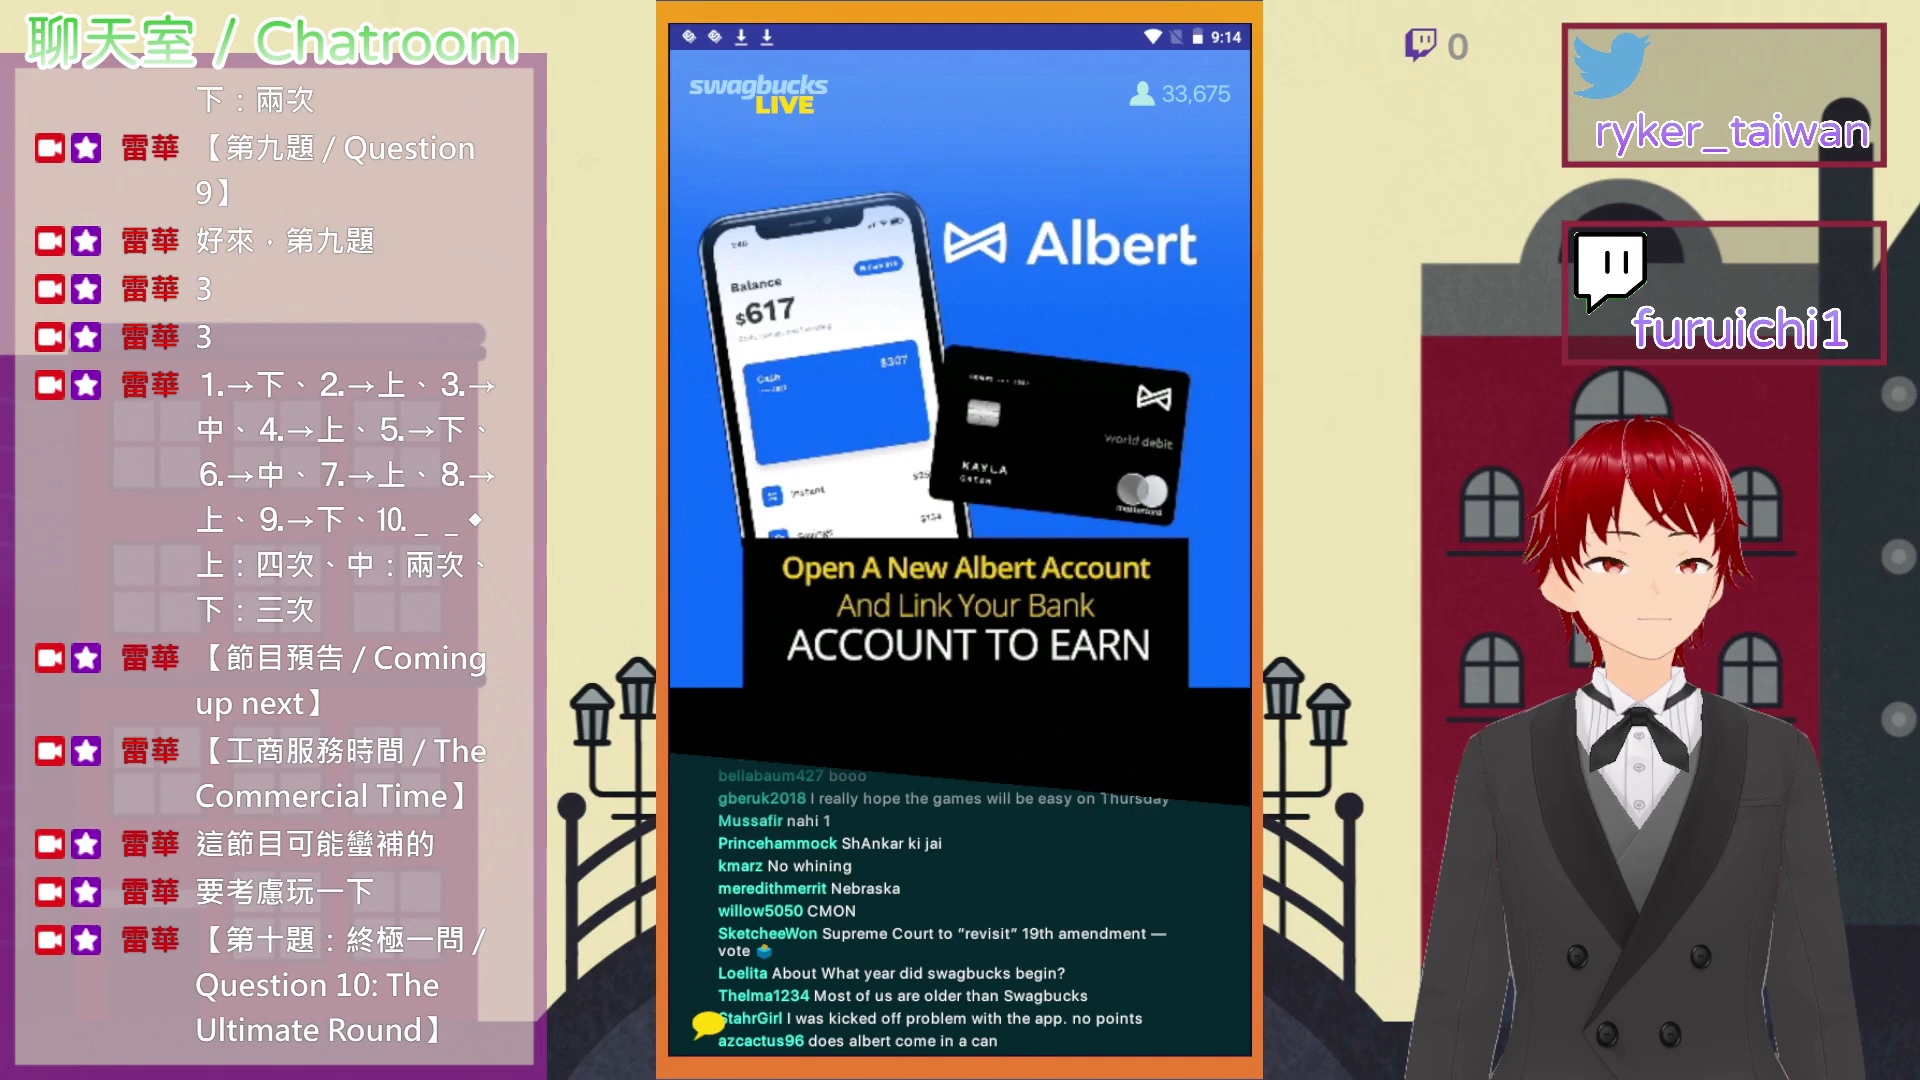 聊天室 / Chatroom
下：兩次
雷華 【第九題 / Question
9】
雷華 好來，第九題
雷華 3
雷華 3
雷華 1.→下、2.→上、3.→
中、4.→上、5.→下、
6.→中、7.→上、8.→
上、9.→下、10. _ _ ◆
上：四次、中：兩次、
下：三次
雷華 【節目預告 / Coming
up next】
雷華 【工商服務時間 / The
Commercial Time】
雷華 這節目可能蠻補的
雷華 要考慮玩一下
雷華 【第十題：終極一問 /
Question 10: The
Ultimate Round】
9:14
swagbucks
LIVE
33,675
Albert
Balance
$617
Cash
$307
Instant
world debit
KAYLA
mastercard
Open A New Albert Account
And Link Your Bank
ACCOUNT TO EARN
bellabaum427 booo
gberuk2018 I really hope the games will be easy on Thursday
Mussafir nahi 1
Princehammock ShAnkar ki jai
kmarz No whining
meredithmerrit Nebraska
willow5050 CMON
SketcheeWon Supreme Court to “revisit” 19th amendment —
vote
Loelita About What year did swagbucks begin?
Thelma1234 Most of us are older than Swagbucks
StahrGirl I was kicked off problem with the app. no points
azcactus96 does albert come in a can
0
ryker_taiwan
furuichi1